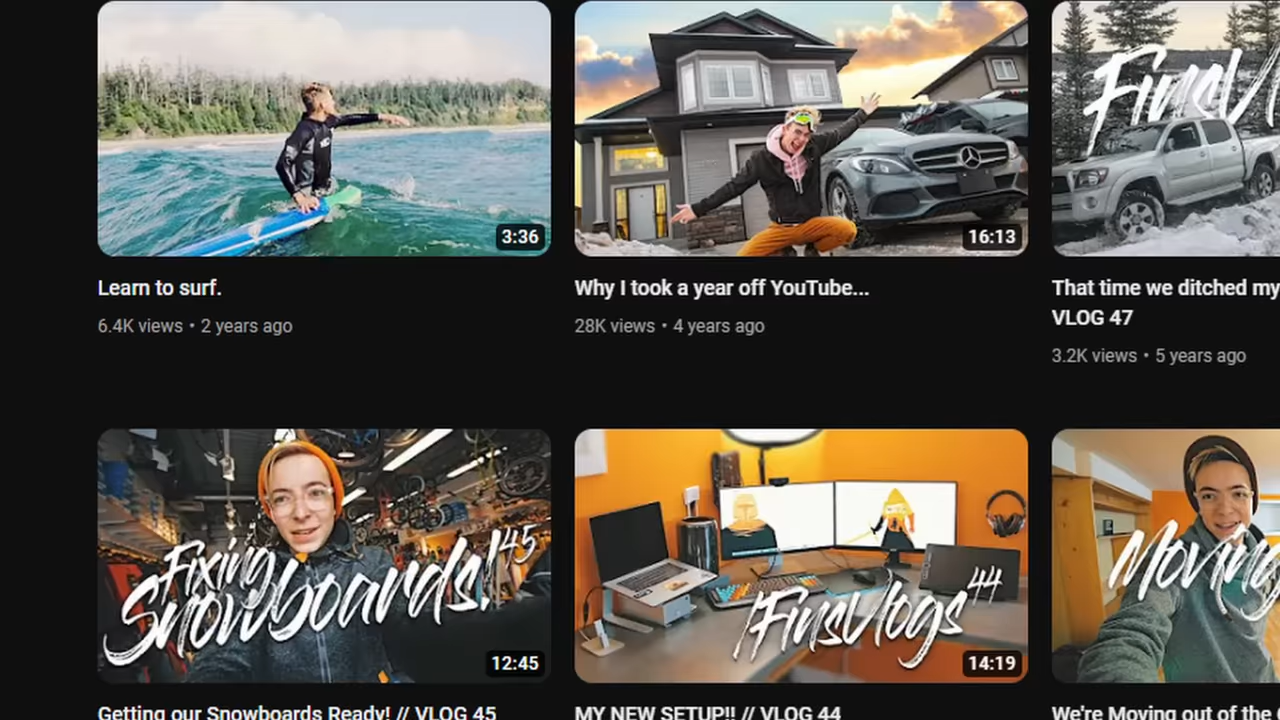 FinsVl
3:36
16:13
Learn to surf.
Why I took a year off YouTube...
That time we ditched my
VLOG 47
6.4K views • 2 years ago
28K views • 4 years ago
3.2K views • 5 years ago
Fixing
Snowboards! 45
FinsVlogs 44
Moving
12:45
14:19
Getting our Snowboards Ready! // VLOG 45
MY NEW SETUP!! // VLOG 44
We're Moving out of the